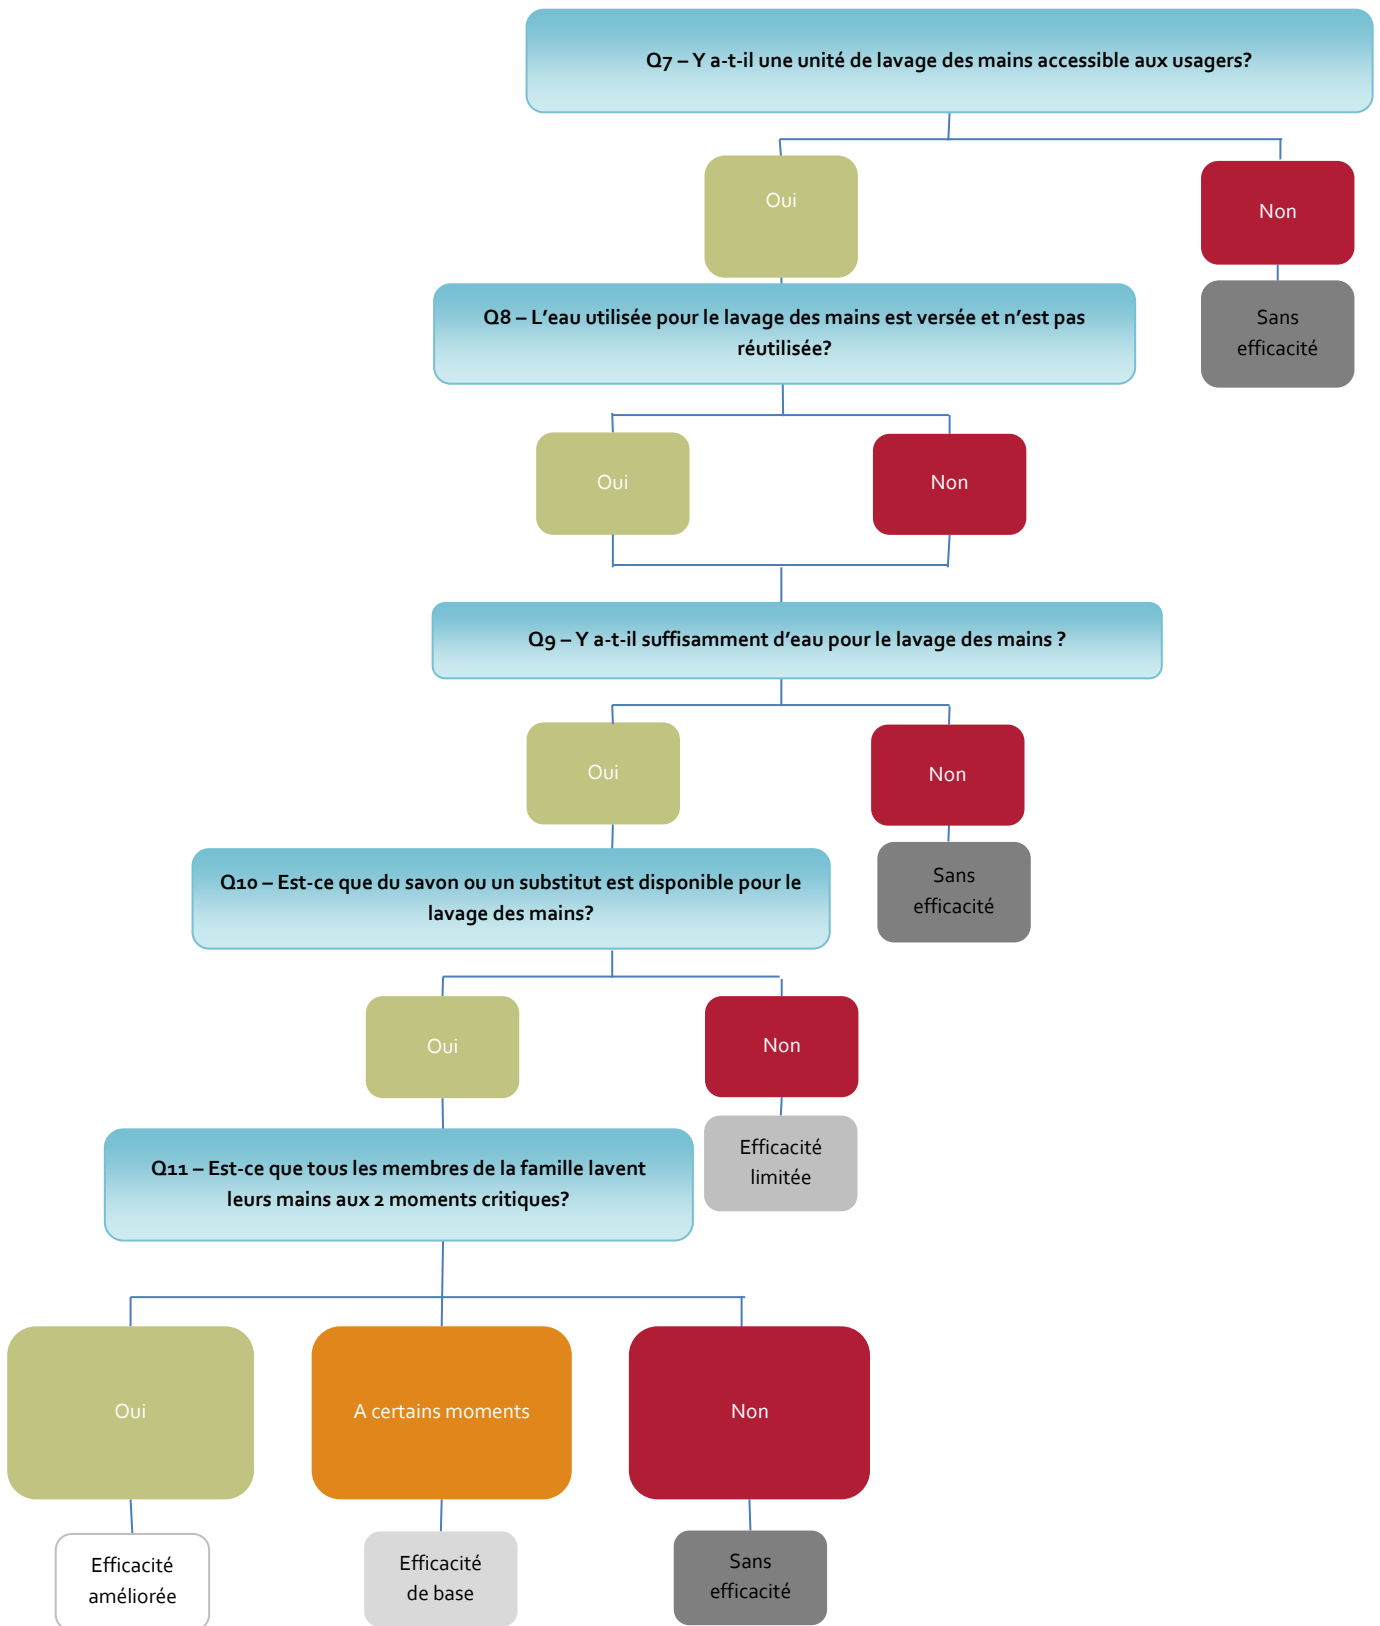 Q7 – Y a-t-il une unité de lavage des mains accessible aux usagers?
Oui
Non
Q8 – L’eau utilisée pour le lavage des mains est versée et n’est pas
réutilisée?
Sans
efficacité
Oui
Non
Q9 – Y a-t-il suffisamment d’eau pour le lavage des mains ?
Oui
Non
Q10 – Est-ce que du savon ou un substitut est disponible pour le
lavage des mains?
Sans
efficacité
Oui
Non
Q11 – Est-ce que tous les membres de la famille lavent
leurs mains aux 2 moments critiques?
Efficacité
limitée
Oui
A certains moments
Non
Efficacité
améliorée
Efficacité
de base
Sans
efficacité